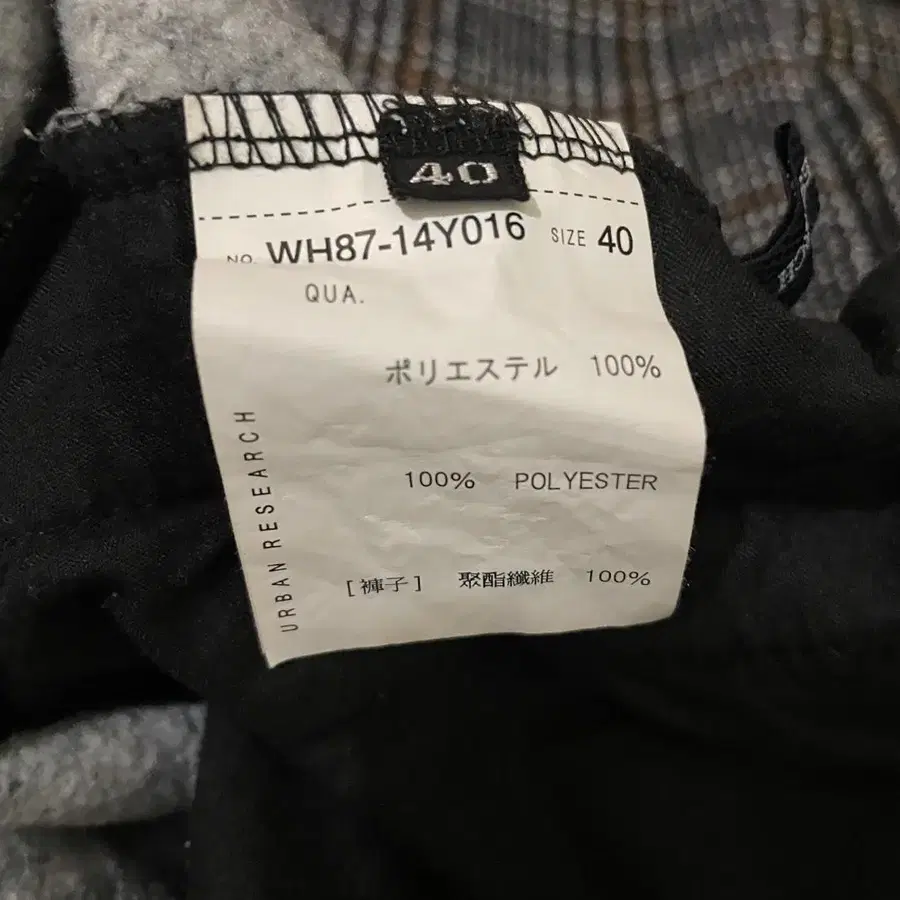 40
NO. WH87-14Y016 SIZE 40
QUA.
ポリエステル 100%
100% POLYESTER
[褲子] 聚酯纖維 100%
URBAN RESEARCH